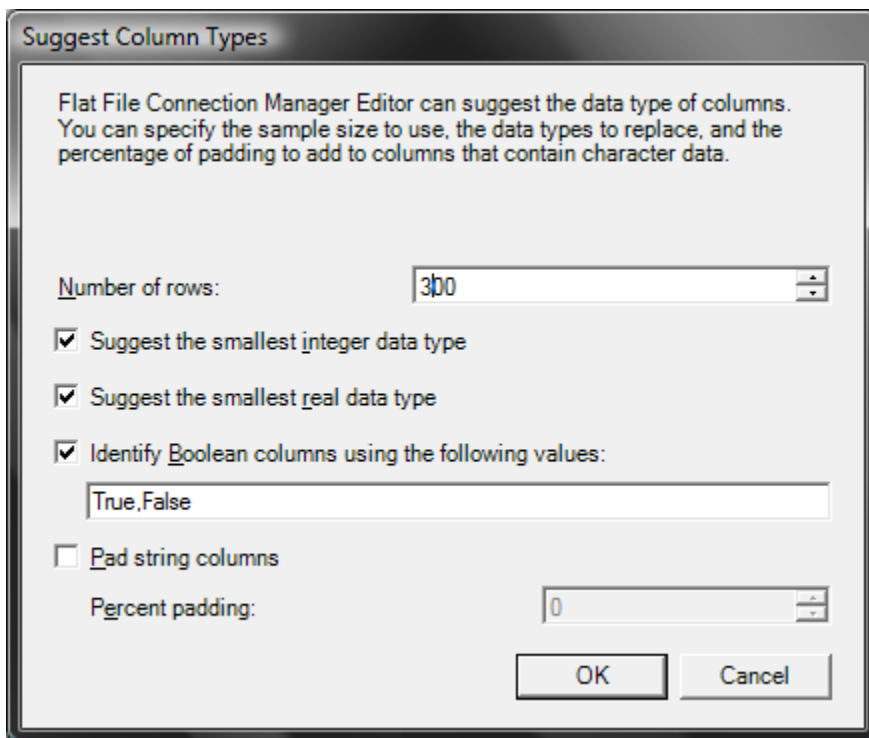 Suggest Column Types
Flat File Connection Manager Editor can suggest the data type of columns.
You can specify the sample size to use, the data types to replace, and the
percentage of padding to add to columns that contain character data.
Number of rows: 300
Suggest the smallest integer data type
Suggest the smallest real data type
Identify Boolean columns using the following values:
True,False
Pad string columns
Percent padding: 0
OK Cancel